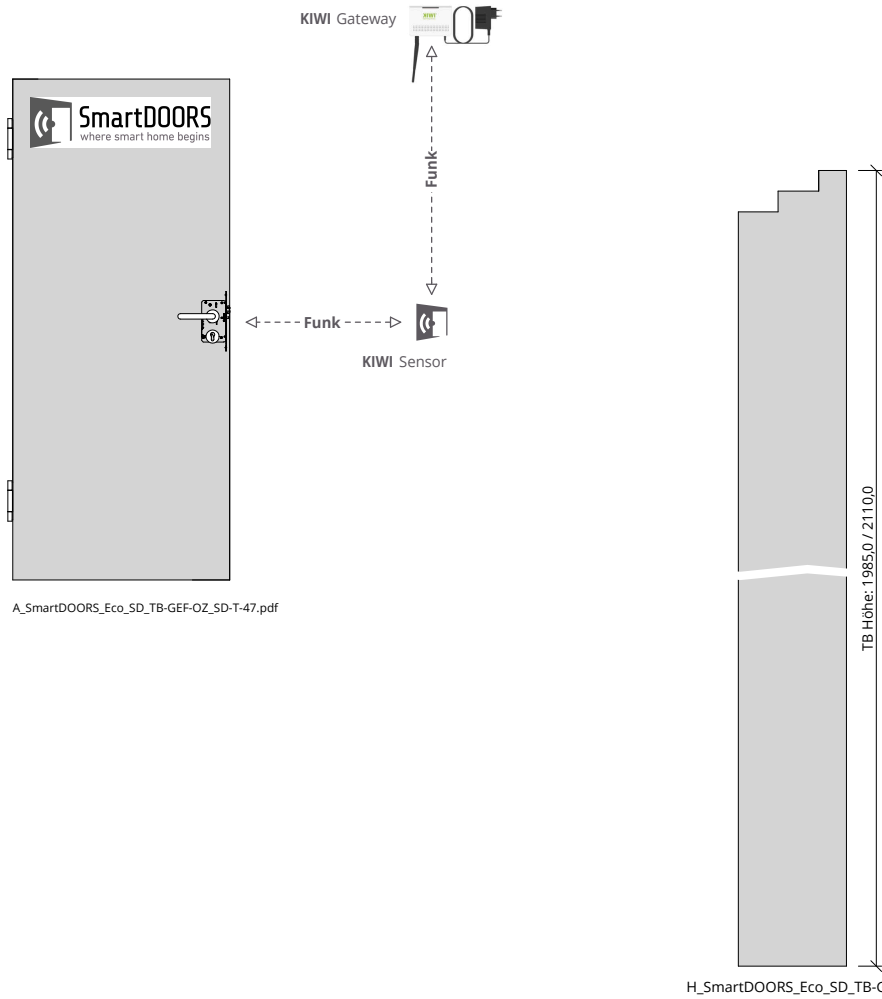 KIWI Gateway
KIWI
SmartDOORS
where smart home begins
Funk
Funk
KIWI Sensor
TB Höhe: 1985,0 / 2110,0
A_SmartDOORS_Eco_SD_TB-GEF-OZ_SD-T-47.pdf
H_SmartDOORS_Eco_SD_TB-G